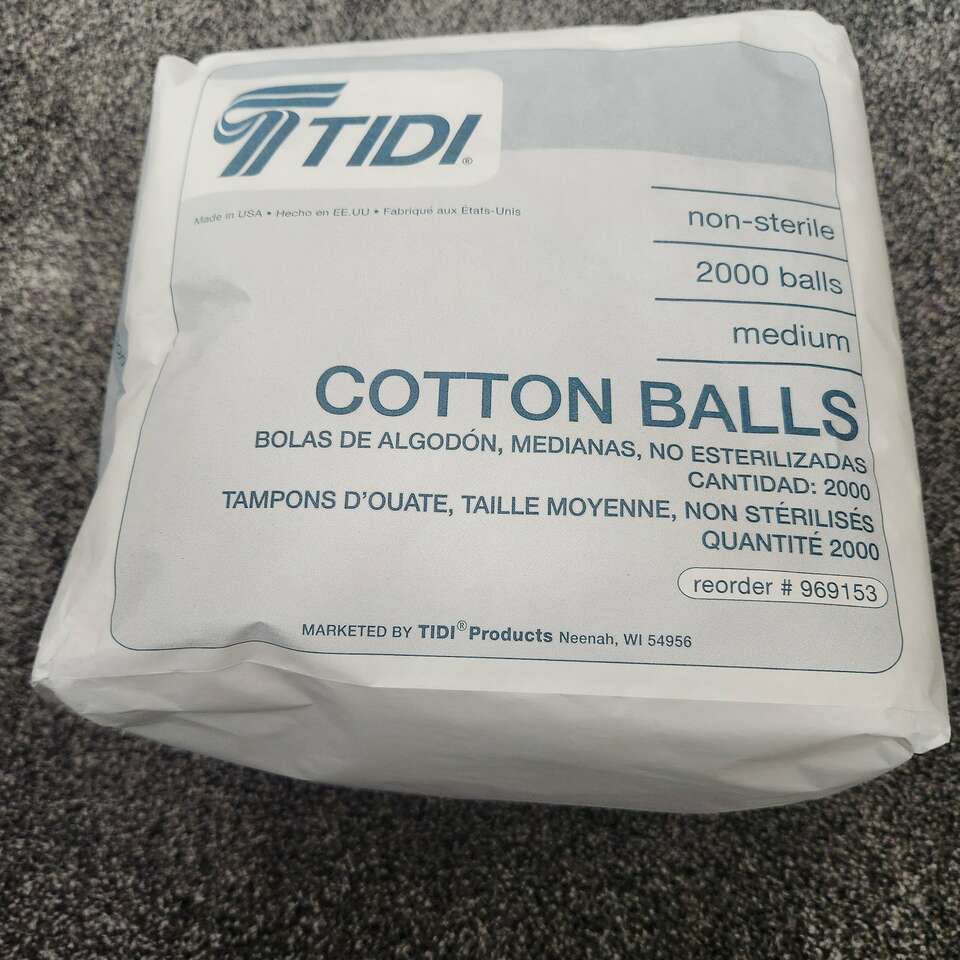 TIDI®
Made in USA • Hecho en EE.UU • Fabriqué aux États-Unis
non-sterile
2000 balls
medium
COTTON BALLS
BOLAS DE ALGODÓN, MEDIANAS, NO ESTERILIZADAS
CANTIDAD: 2000
TAMPONS D'OUATE, TAILLE MOYENNE, NON STÉRILISÉS
QUANTITÉ 2000
reorder # 969153
MARKETED BY TIDI® Products Neenah, WI 54956